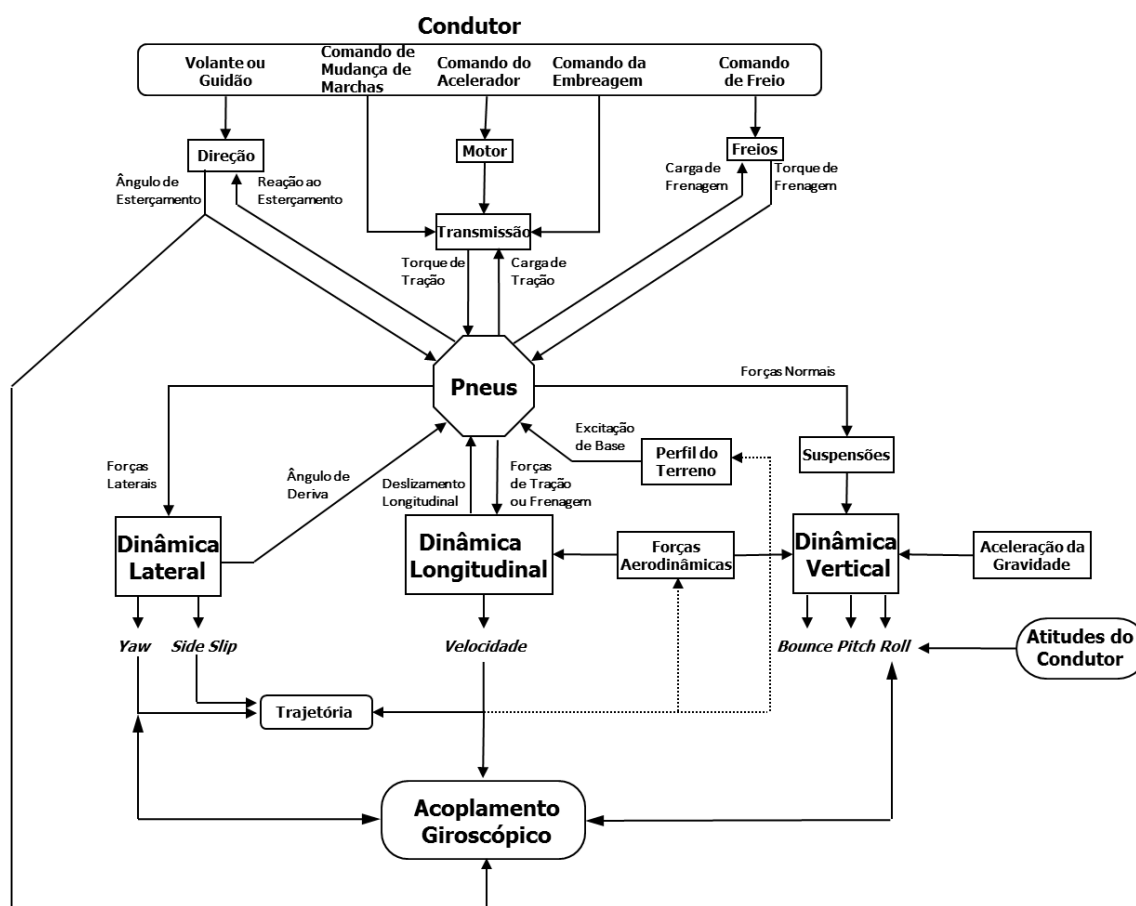 Condutor
Volante ou
Guidão
Comando de
Mudança de
Marchas
Comando do
Acelerador
Comando da
Embreagem
Comando
de Freio
Direção
Motor
Freios
Ângulo de
Esterçamento
Reação ao
Esterçamento
Carga de
Frenagem
Torque de
Frenagem
Transmissão
Torque de
Tração
Carga de
Tração
Pneus
Forças Normais
Forças
Laterais
Ângulo de
Deriva
Deslizamento
Longitudinal
Forças
de Tração
ou Frenagem
Excitação
de Base
Perfil do
Terreno
Suspensões
Dinâmica
Lateral
Dinâmica
Longitudinal
Forças
Aerodinâmicas
Dinâmica
Vertical
Aceleração da
Gravidade
Yaw Side Slip
Velocidade
Bounce Pitch Roll
Atitudes do
Condutor
Trajetória
Acoplamento
Giroscópico